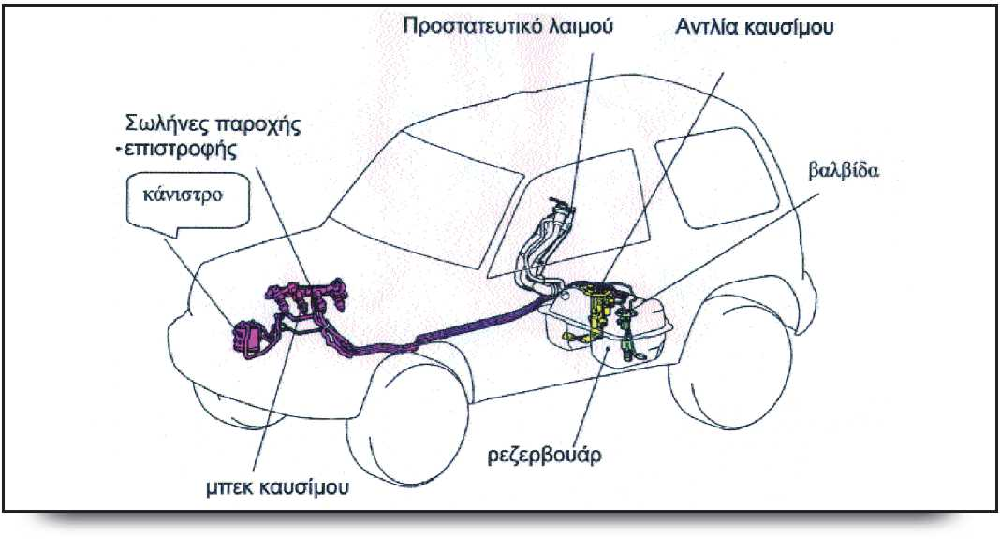 Προστατευτικό λαιμού
Αντλία καυσίμου
Σωλήνες παροχής
·επιστροφής
κάνιστρο
βαλβίδα
ρεζερβουάρ
μπεκ καυσίμου